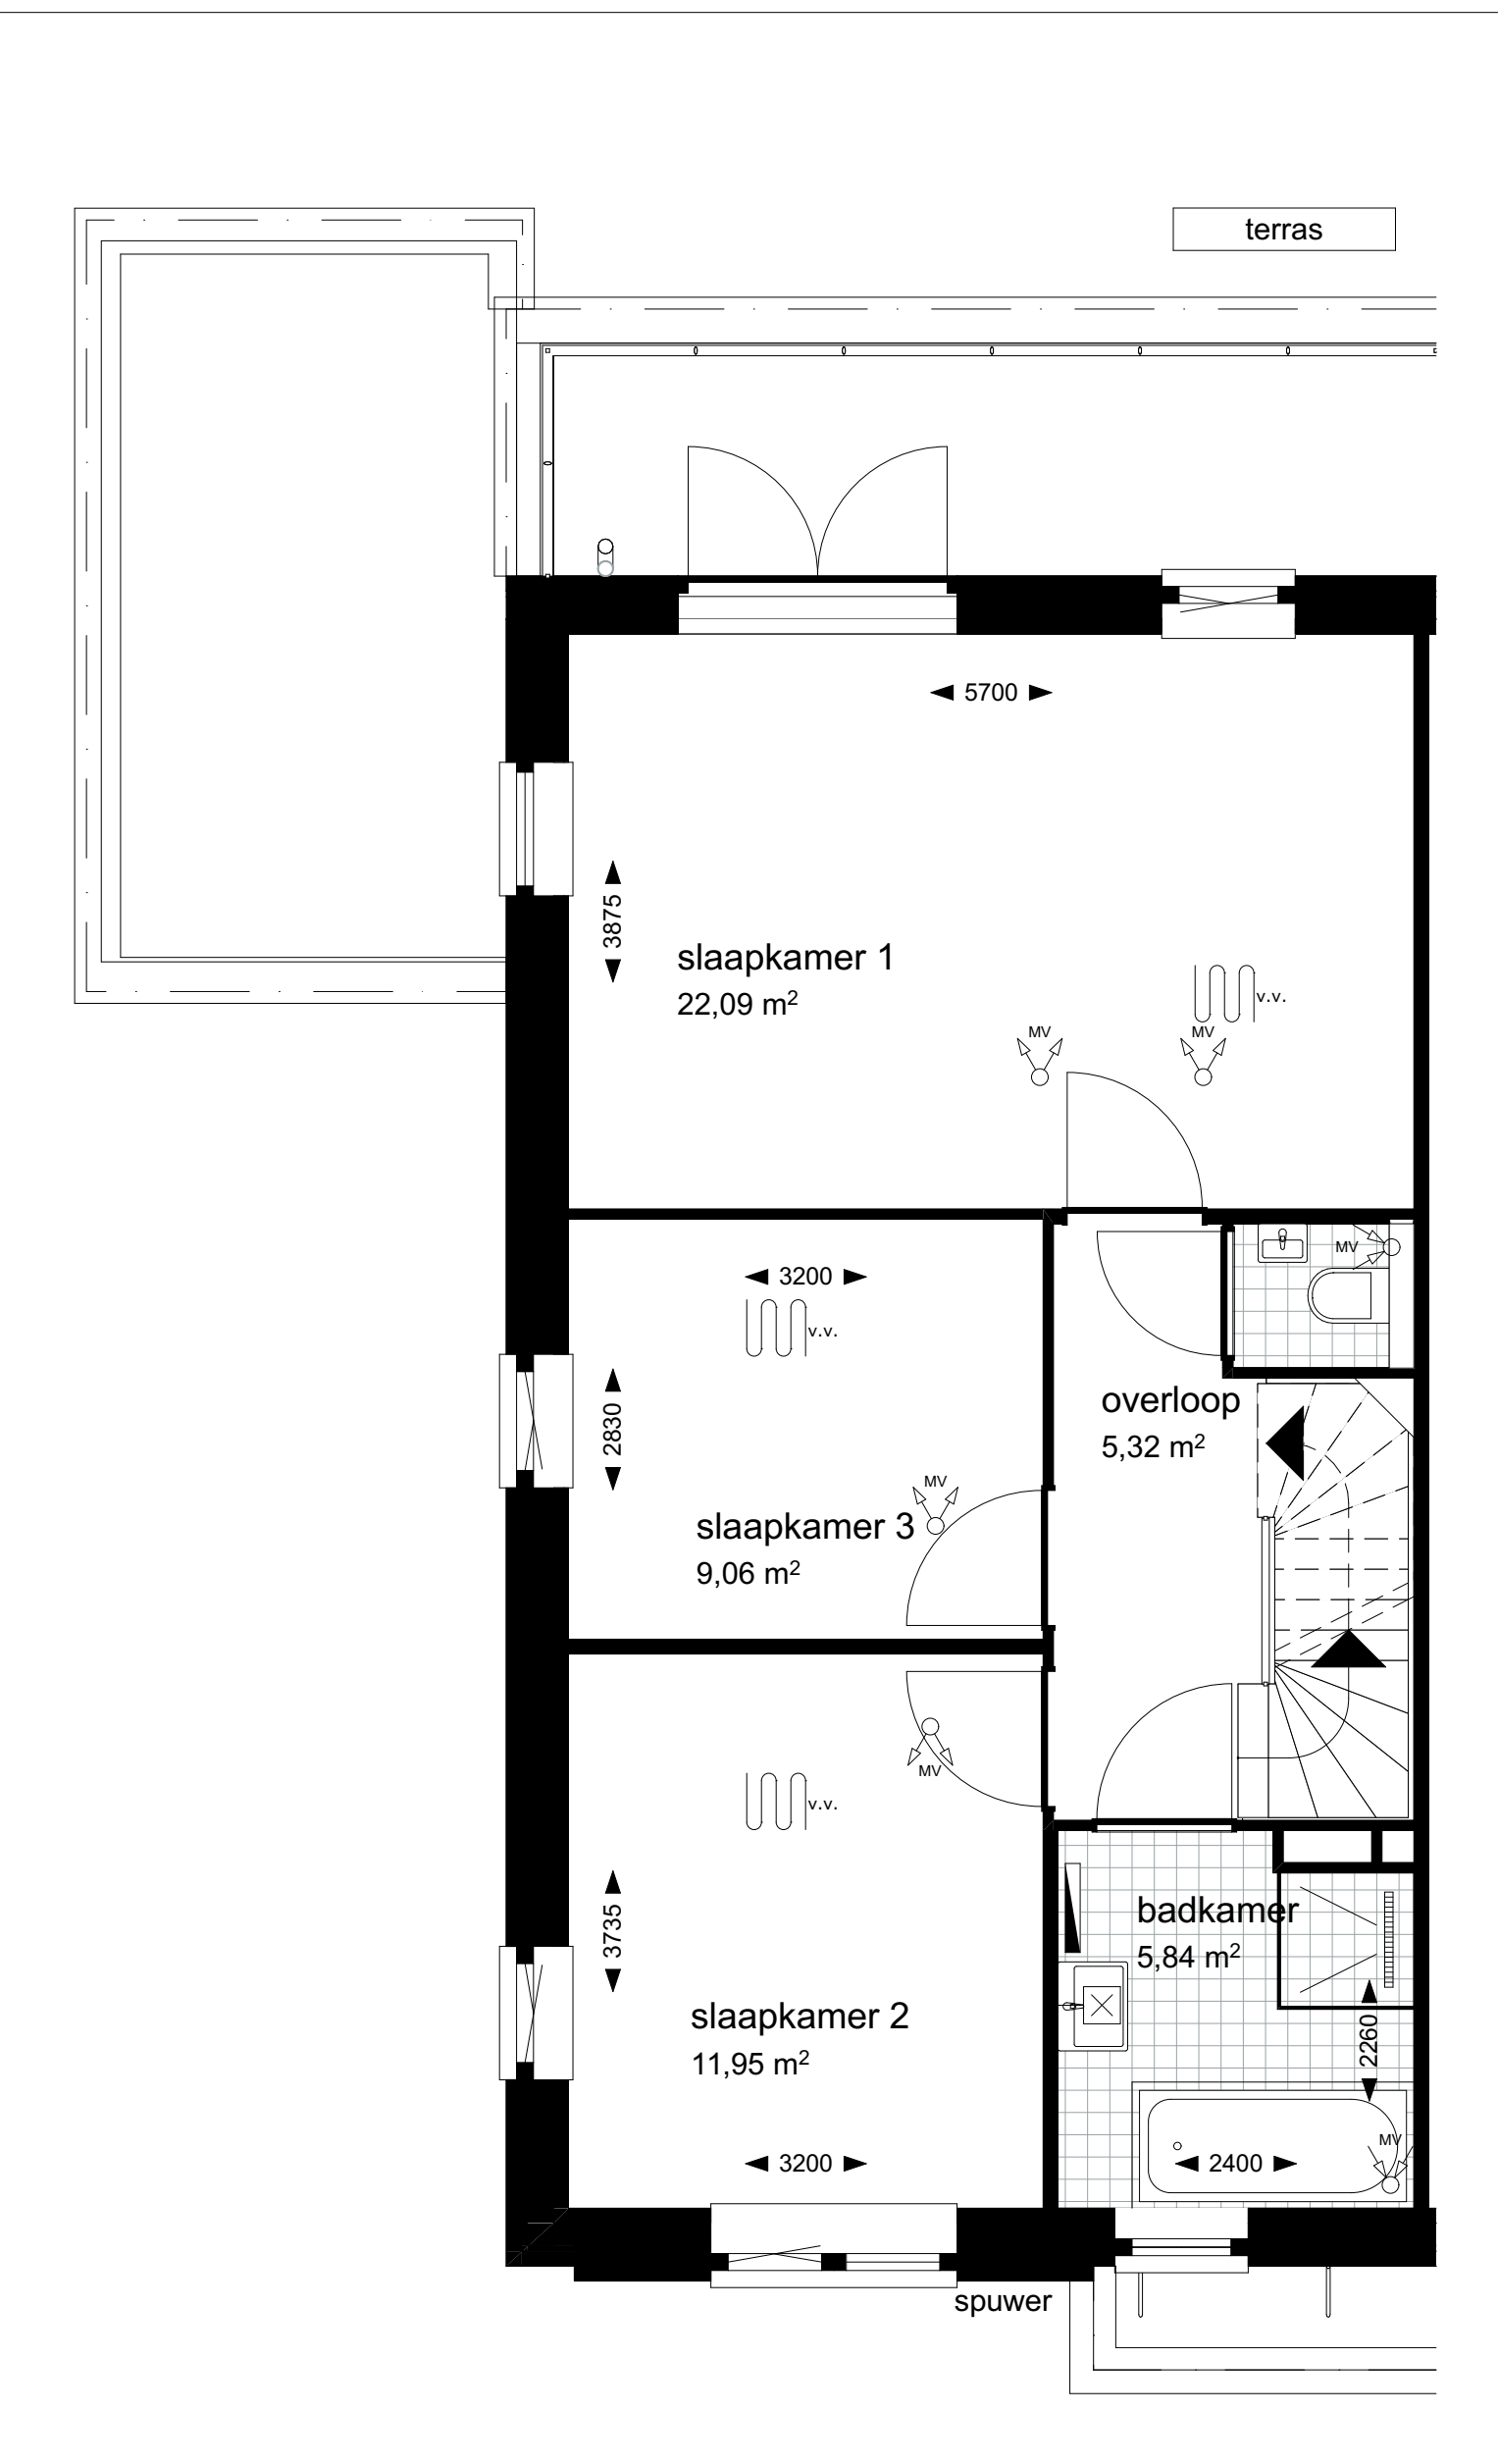 terras
5700
3875
slaapkamer 1
22,09 m²
v.v.
MV
MV
MV
3200
v.v.
2830
overloop
5,32 m²
MV
slaapkamer 3
9,06 m²
MV
v.v.
3735
badkamer
5,84 m²
slaapkamer 2
11,95 m²
2260
MV
3200
2400
spuwer